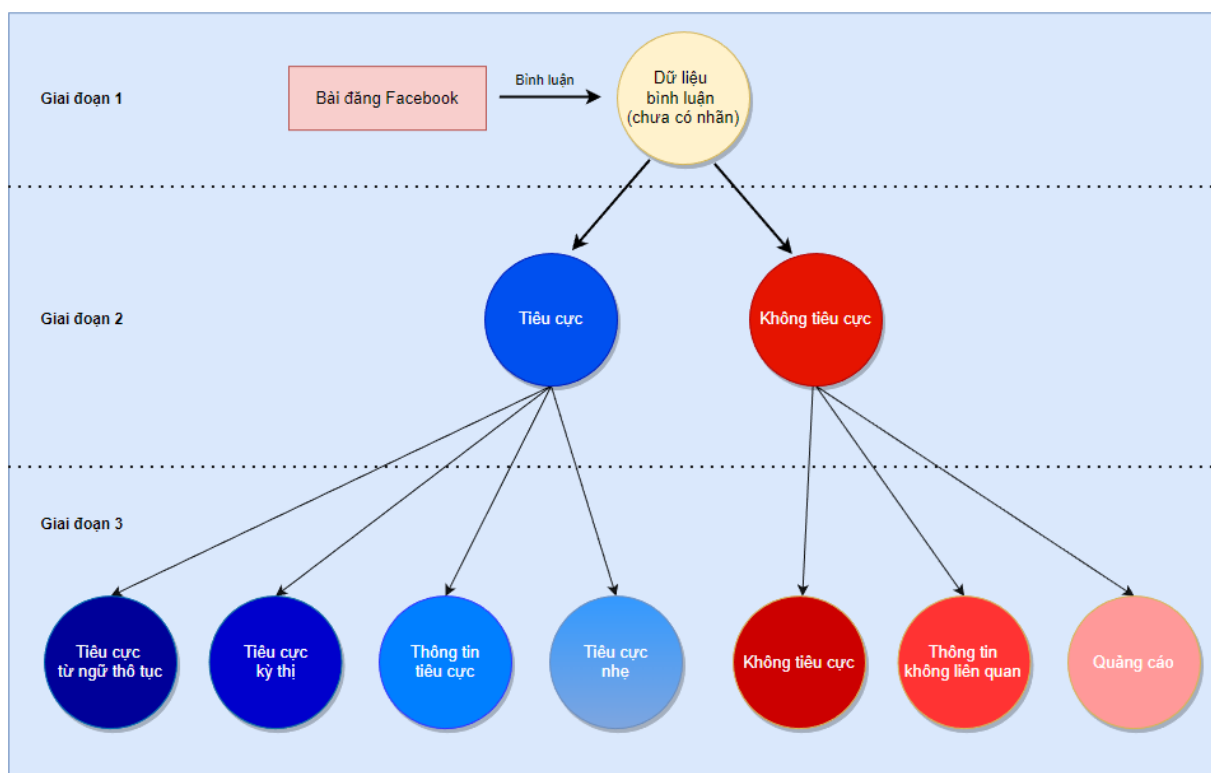 Giai đoạn 1
Bài đăng Facebook
Bình luận
Dữ liệu
bình luận
(chưa có nhãn)
Giai đoạn 2
Tiêu cực
Không tiêu cực
Giai đoạn 3
Tiêu cực
từ ngữ thô tục
Tiêu cực
kỳ thị
Thông tin
tiêu cực
Tiêu cực
nhẹ
Không tiêu cực
Thông tin
không liên quan
Quảng cáo